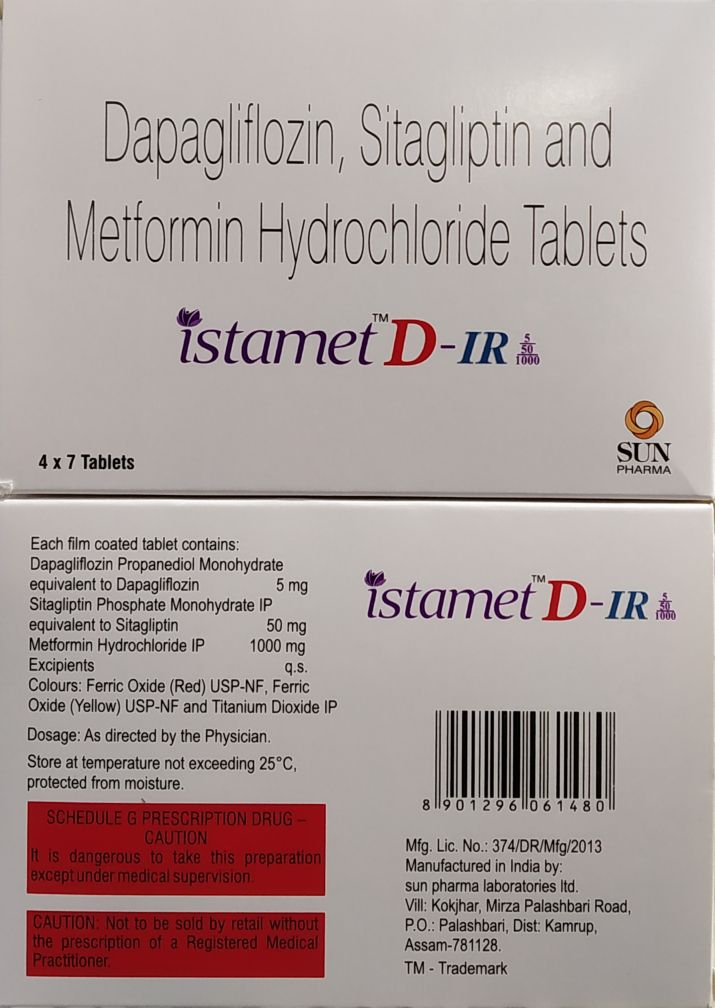 Dapagliflozin, Sitagliptin and
Metformin Hydrochloride Tablets
istamet™ D-IR 5/50/1000
4 x 7 Tablets
SUN
PHARMA
Each film coated tablet contains:
Dapagliflozin Propanediol Monohydrate
equivalent to Dapagliflozin 5 mg
Sitagliptin Phosphate Monohydrate IP
equivalent to Sitagliptin 50 mg
Metformin Hydrochloride IP 1000 mg
Excipients q.s.
Colours: Ferric Oxide (Red) USP-NF, Ferric
Oxide (Yellow) USP-NF and Titanium Dioxide IP
Dosage: As directed by the Physician.
Store at temperature not exceeding 25°C,
protected from moisture.
SCHEDULE G PRESCRIPTION DRUG –
CAUTION
It is dangerous to take this preparation
except under medical supervision.
CAUTION: Not to be sold by retail without
the prescription of a Registered Medical
Practitioner.
istamet™ D-IR 5/50/1000
8 901296 061480
Mfg. Lic. No.: 374/DR/Mfg/2013
Manufactured in India by:
sun pharma laboratories ltd.
Vill: Kokjhar, Mirza Palashbari Road,
P.O.: Palashbari, Dist: Kamrup,
Assam-781128.
TM - Trademark